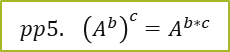 pp5. (A^b)^c = A^{b*c}